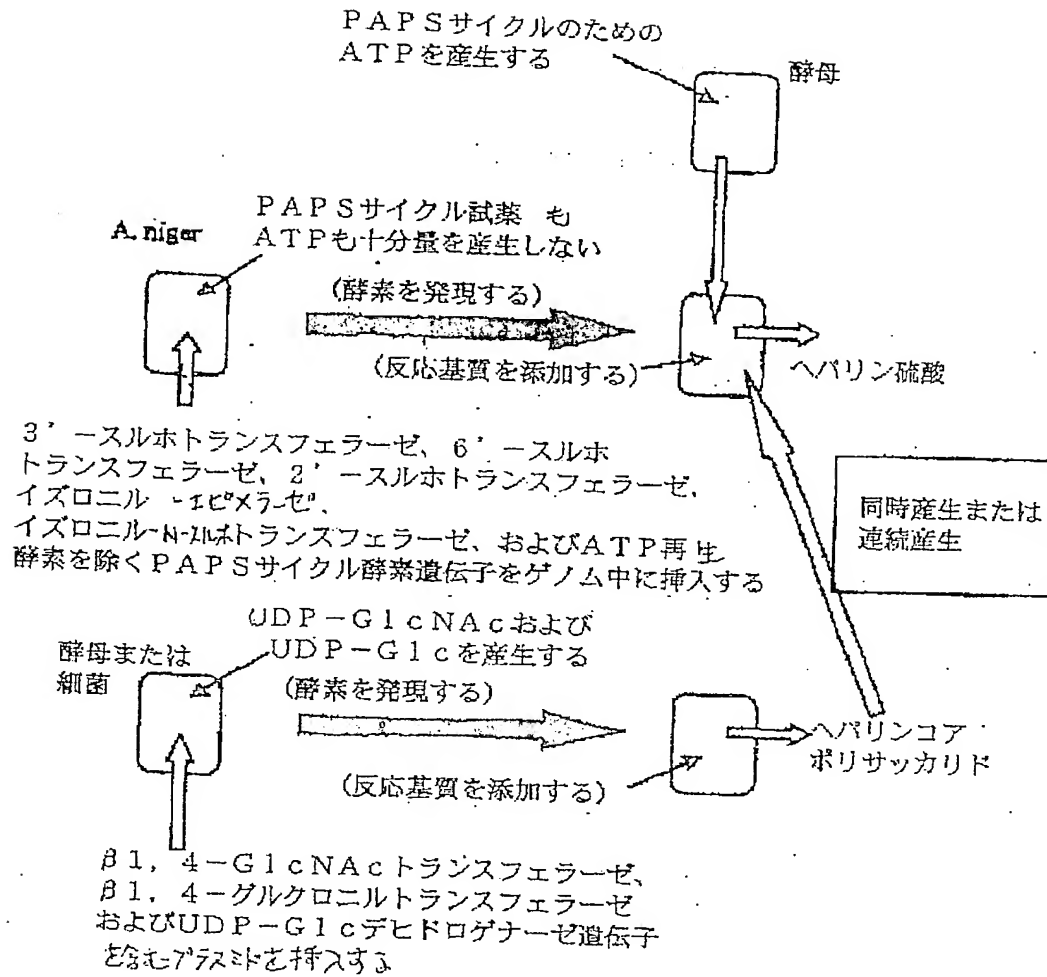 PAPSサイクルのための
ATPを産生する
酵母
A. niger
PAPSサイクル試薬 も
ATPも十分量を産生しない
(酵素を発現する)
(反応基質を添加する)
ヘパリン硫酸
3'-スルホトランスフェラーゼ、6'-スルホ
トランスフェラーゼ、2'-スルホトランスフェラーゼ、
イズロニル -エピメラーゼ、
イズロニル-N-スルホトランスフェラーゼ、およびATP再生
酵素を除くPAPSサイクル酵素遺伝子をゲノム中に挿入する
同時産生または
連続産生
酵母または
細菌
UDP-GlcNAcおよび
UDP-Glcを産生する
(酵素を発現する)
(反応基質を添加する)
ヘパリンコア
ポリサッカリド
β1，4-GlcNAcトランスフェラーゼ、
β1．4-グルクロニルトランスフェラーゼ
およびUDP-Glcデヒドロゲナーゼ遺伝子
を含むプラスミドを挿入する